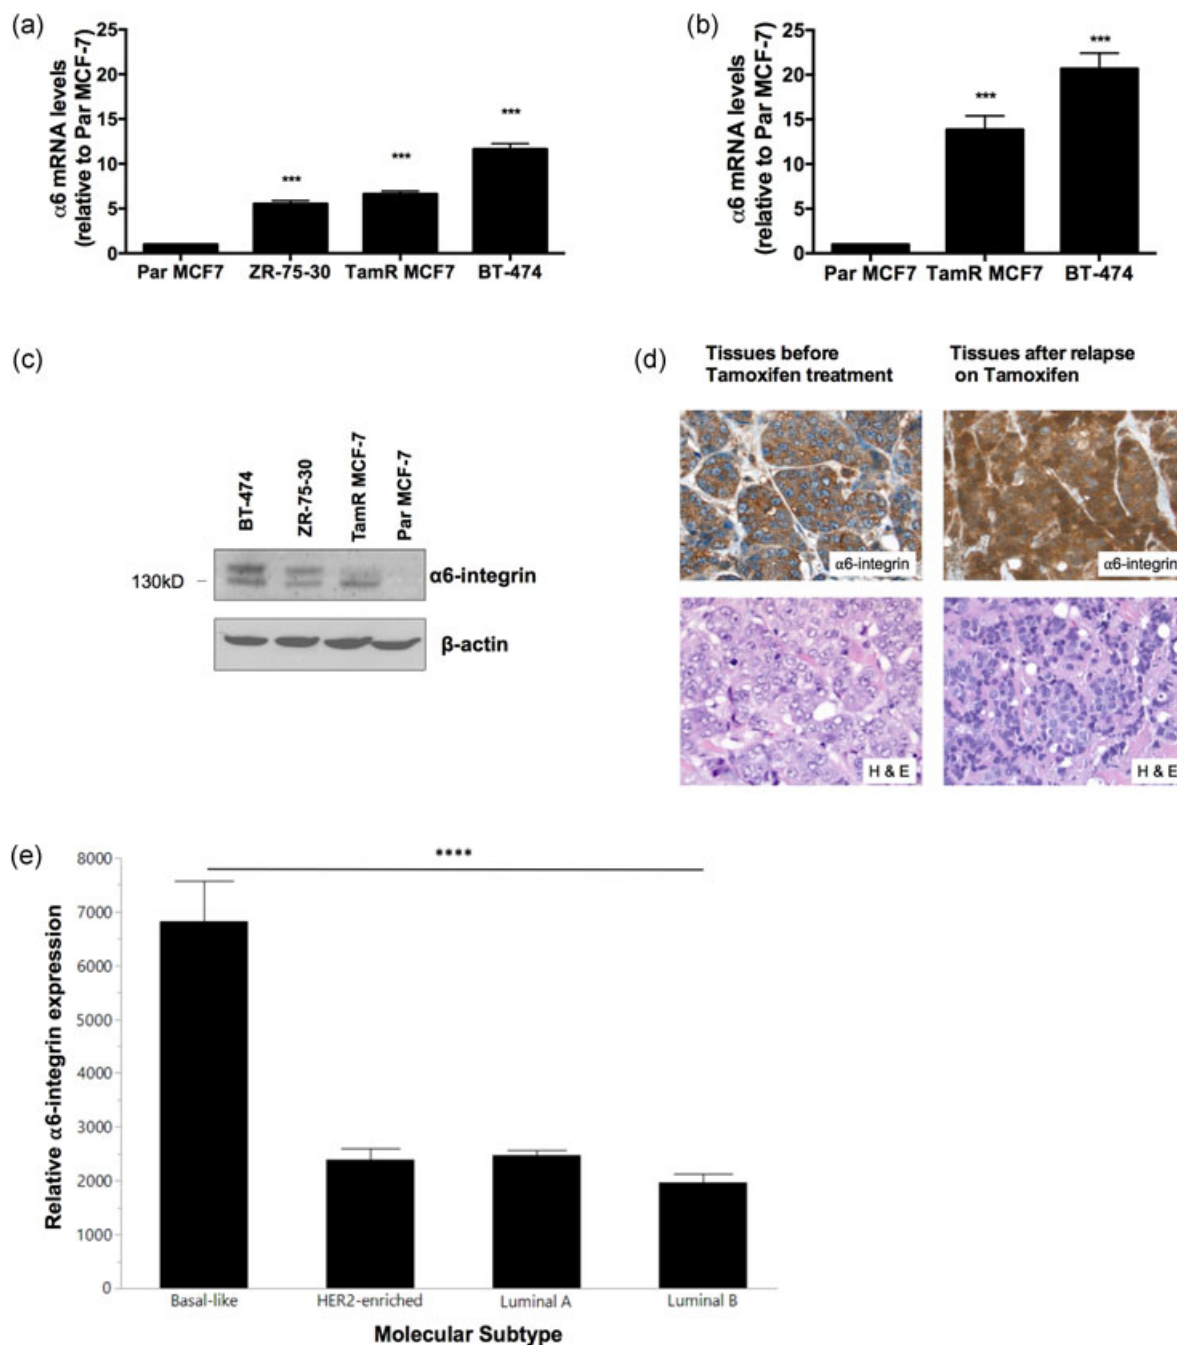 (a)
α6 mRNA levels
(relative to Par MCF-7)
25
20
15
10
5
0
***
***
***
Par MCF7
ZR-75-30
TamR MCF7
BT-474
(b)
α6 mRNA levels
(relative to Par MCF-7)
25
20
15
10
5
0
***
***
Par MCF7
TamR MCF7
BT-474
(c)
BT-474
ZR-75-30
TamR MCF-7
Par MCF-7
130kD
α6-integrin
β-actin
(d)
Tissues before
Tamoxifen treatment
Tissues after relapse
on Tamoxifen
α6-integrin
α6-integrin
H & E
H & E
(e)
Relative α6-integrin expression
8000
7000
6000
5000
4000
3000
2000
1000
0
****
Basal-like
HER2-enriched
Luminal A
Luminal B
Molecular Subtype